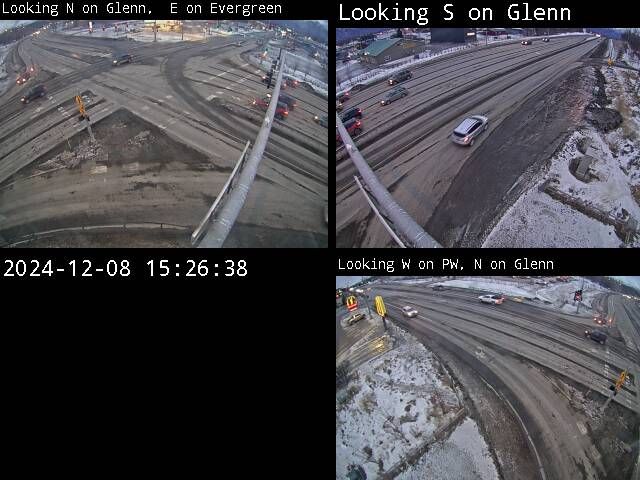 Looking N on Glenn,  E on Evergreen
Looking S on Glenn
2024-12-08 15:26:38
Looking W on PW, N on Glenn